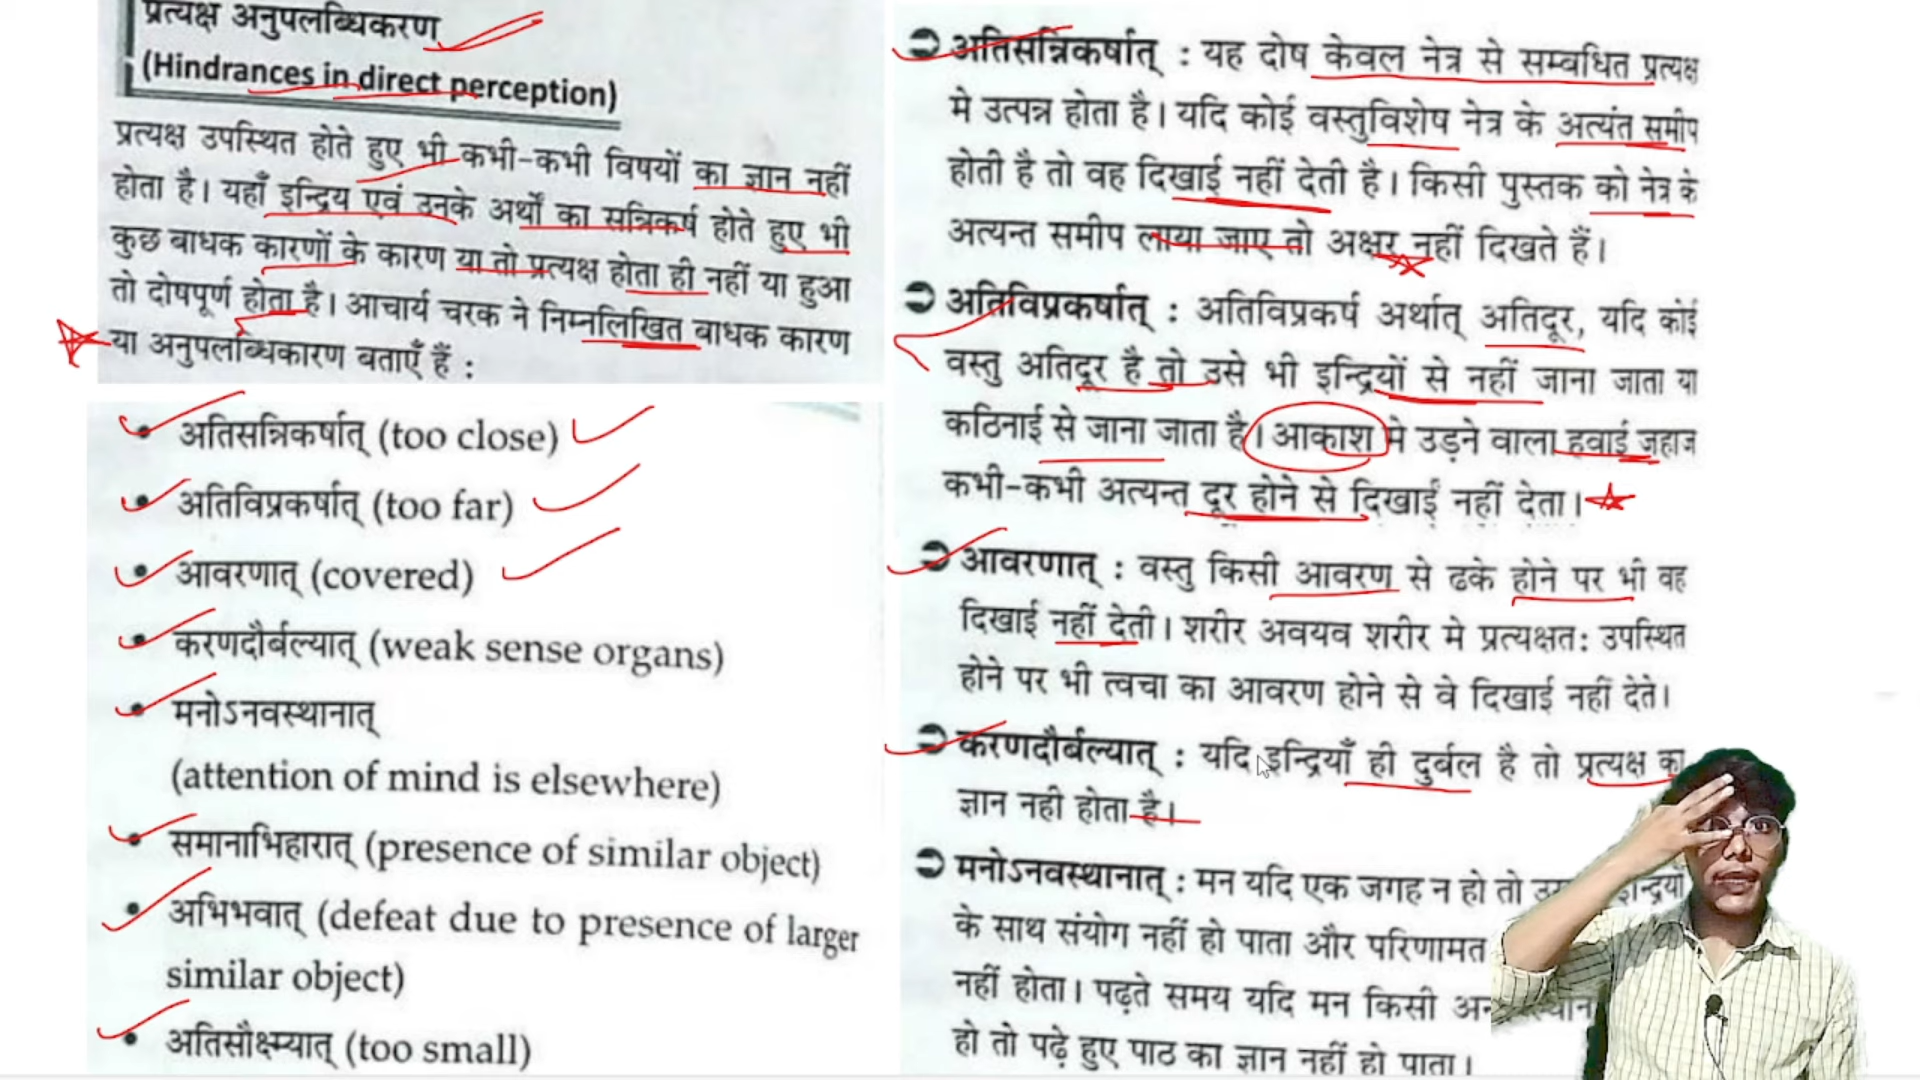 प्रत्यक्ष अनुपलब्धिकरण
(Hindrances in direct perception)
प्रत्यक्ष उपस्थित होते हुए भी कभी-कभी विषयों का ज्ञान नहीं
होता है। यहाँ इन्द्रिय एवं उनके अर्थों का सन्निकर्ष होते हुए भी
कुछ बाधक कारणों के कारण या तो प्रत्यक्ष होता ही नहीं या हुआ
तो दोषपूर्ण होता है। आचार्य चरक ने निम्नलिखित बाधक कारण
या अनुपलब्धिकारण बताएँ हैं :
• अतिसन्निकर्षात् (too close)
• अतिविप्रकर्षात् (too far)
• आवरणात् (covered)
• करणदौर्बल्यात् (weak sense organs)
• मनोऽनवस्थानात्
(attention of mind is elsewhere)
• समानाभिहारात् (presence of similar object)
• अभिभवात् (defeat due to presence of larger
similar object)
• अतिसौक्ष्म्यात् (too small)
अतिसन्निकर्षात् : यह दोष केवल नेत्र से सम्बधित प्रत्यक्ष
मे उत्पन्न होता है। यदि कोई वस्तुविशेष नेत्र के अत्यंत समीप
होती है तो वह दिखाई नहीं देती है। किसी पुस्तक को नेत्र के
अत्यन्त समीप लाया जाए तो अक्षर नहीं दिखते हैं।
अतिविप्रकर्षात् : अतिविप्रकर्ष अर्थात् अतिदूर, यदि कोई
वस्तु अतिदूर है तो उसे भी इन्द्रियों से नहीं जाना जाता या
कठिनाई से जाना जाता है। आकाश मे उड़ने वाला हवाई जहाज
कभी-कभी अत्यन्त दूर होने से दिखाई नहीं देता।
आवरणात् : वस्तु किसी आवरण से ढके होने पर भी वह
दिखाई नहीं देती। शरीर अवयव शरीर मे प्रत्यक्षतः उपस्थित
होने पर भी त्वचा का आवरण होने से वे दिखाई नहीं देते।
करणदौर्बल्यात् : यदि इन्द्रियाँ ही दुर्बल है तो प्रत्यक्ष का
ज्ञान नही होता है।
मनोऽनवस्थानात् : मन यदि एक जगह न हो तो
के साथ संयोग नहीं हो पाता और परिणामत
नहीं होता। पढ़ते समय यदि मन किसी
हो तो पढ़े हुए पाठ का ज्ञान नहीं हो पाता।